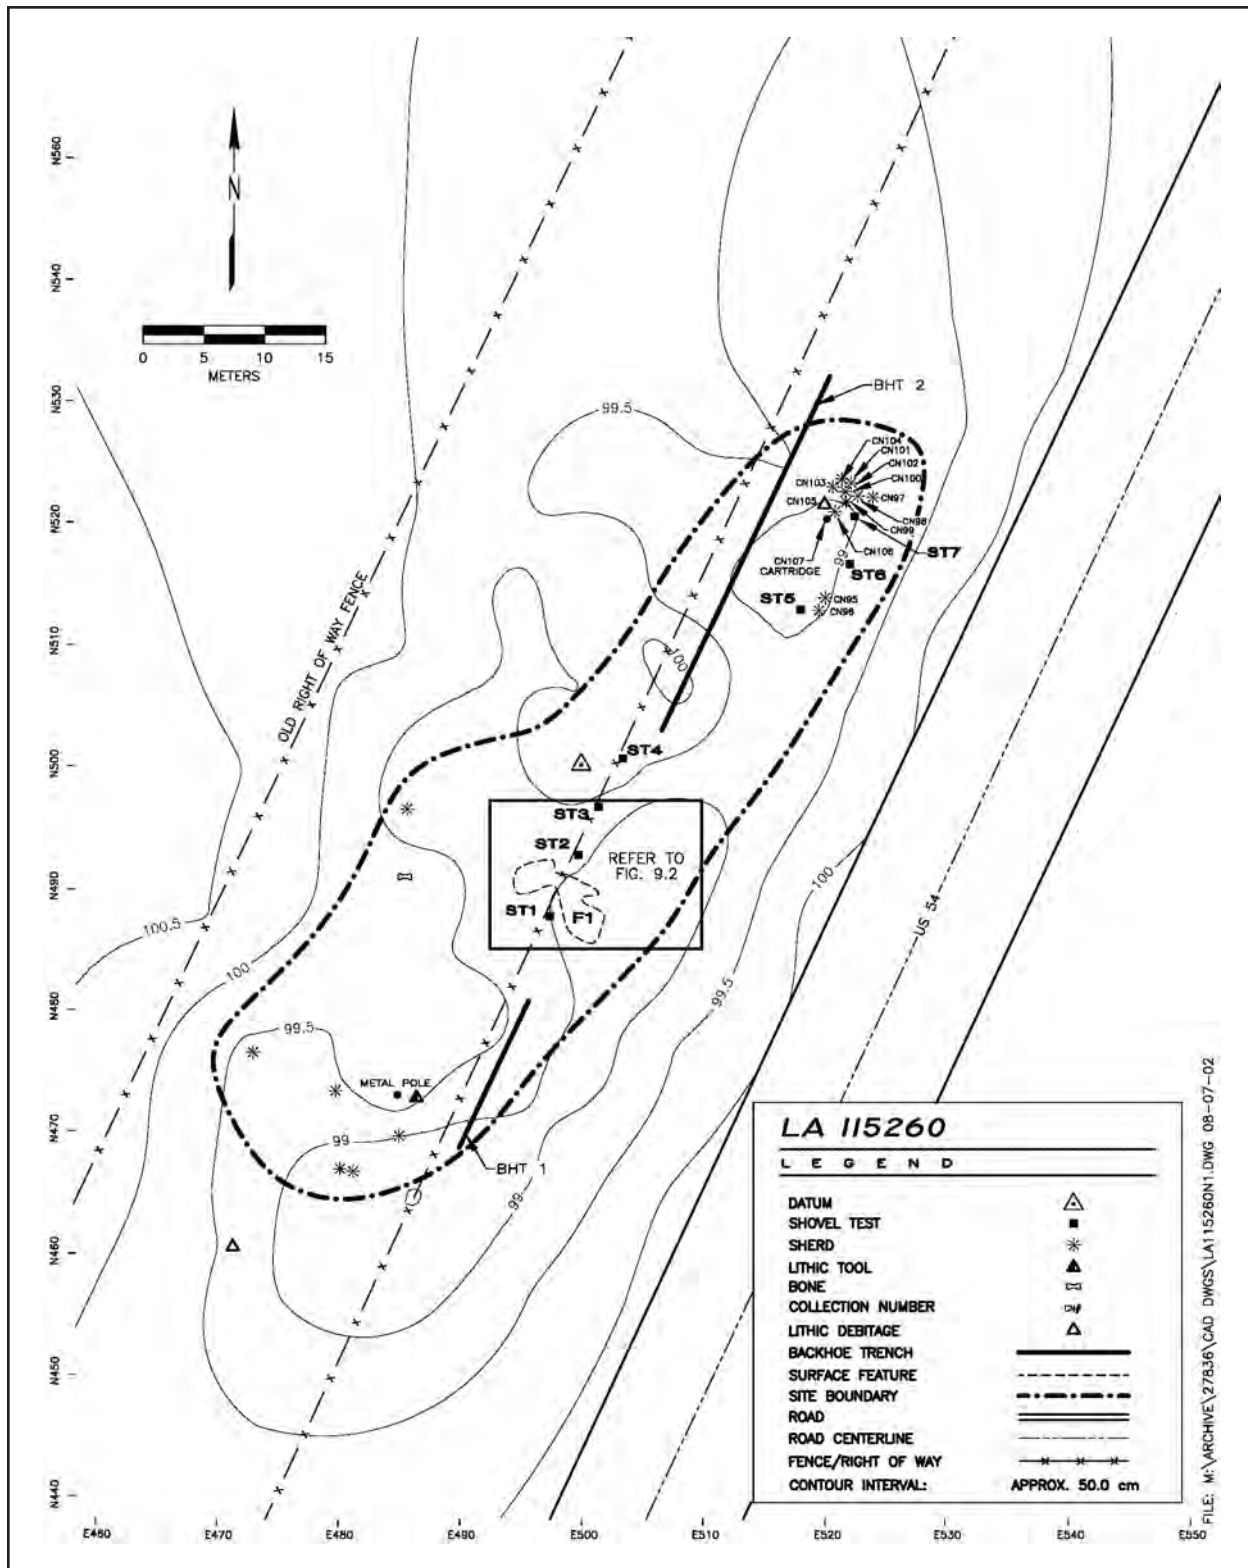 N560
N540
N530
N520
N510
N500
N490
N480
N470
N460
N450
N440
E460
E470
E480
E490
E500
E510
E520
E530
E540
E550
N
0 5 10 15
METERS
OLD RIGHT OF WAY FENCE
99.5
BHT 2
CN104
CN101
CN102
CN103
CN100
CN105
CN97
CN98
CN99
ST7
CN106
CN107
CARTRIDGE
99
ST6
ST5
CN95
CN96
100
ST4
ST3
ST2
REFER TO
FIG. 9.2
ST1
F1
100
US 54
100.5
100
99.5
99.5
METAL POLE
99
BHT 1
99
LA 115260
LEGEND
DATUM
SHOVEL TEST
SHERD
LITHIC TOOL
BONE
COLLECTION NUMBER CN#
LITHIC DEBITAGE
BACKHOE TRENCH
SURFACE FEATURE
SITE BOUNDARY
ROAD
ROAD CENTERLINE
FENCE/RIGHT OF WAY
CONTOUR INTERVAL: APPROX. 50.0 cm
FILE: M:\ARCHIVE\27836\CAD DWGS\LA115260N1.DWG 08-07-02